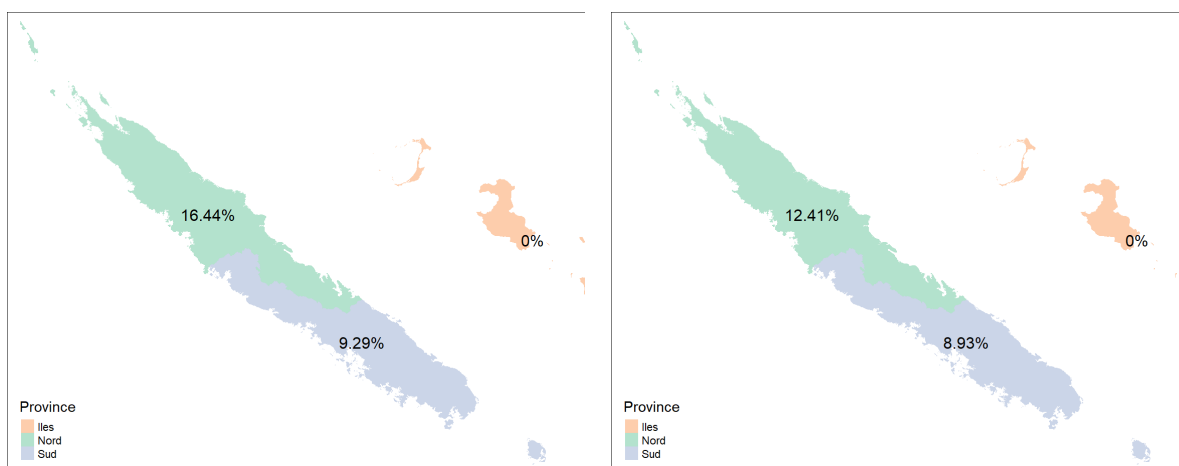 16.44%
0%
9.29%
Province
Iles
Nord
Sud
12.41%
0%
8.93%
Province
Iles
Nord
Sud